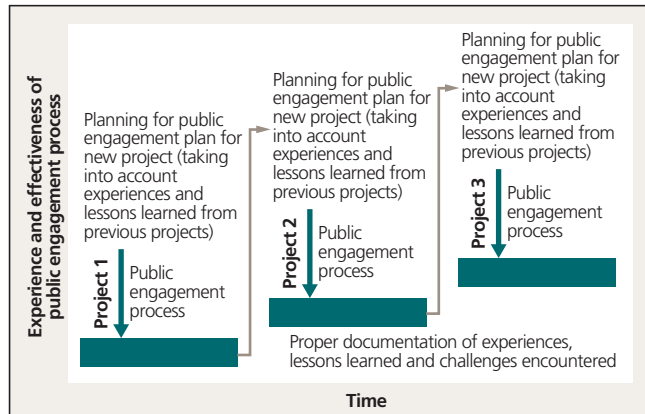 Experience and effectiveness of
public engagement process
Planning for public
engagement plan for
new project (taking
into account
experiences and
lessons learned from
previous projects)
Project 1
Public
engagement
process
Planning for public
engagement plan for
new project (taking
into account
experiences and
lessons learned from
previous projects)
Project 2
Public
engagement
process
Planning for public
engagement plan for
new project (taking
into account
experiences and
lessons learned from
previous projects)
Project 3
Public
engagement
process
Proper documentation of experiences,
lessons learned and challenges encountered
Time